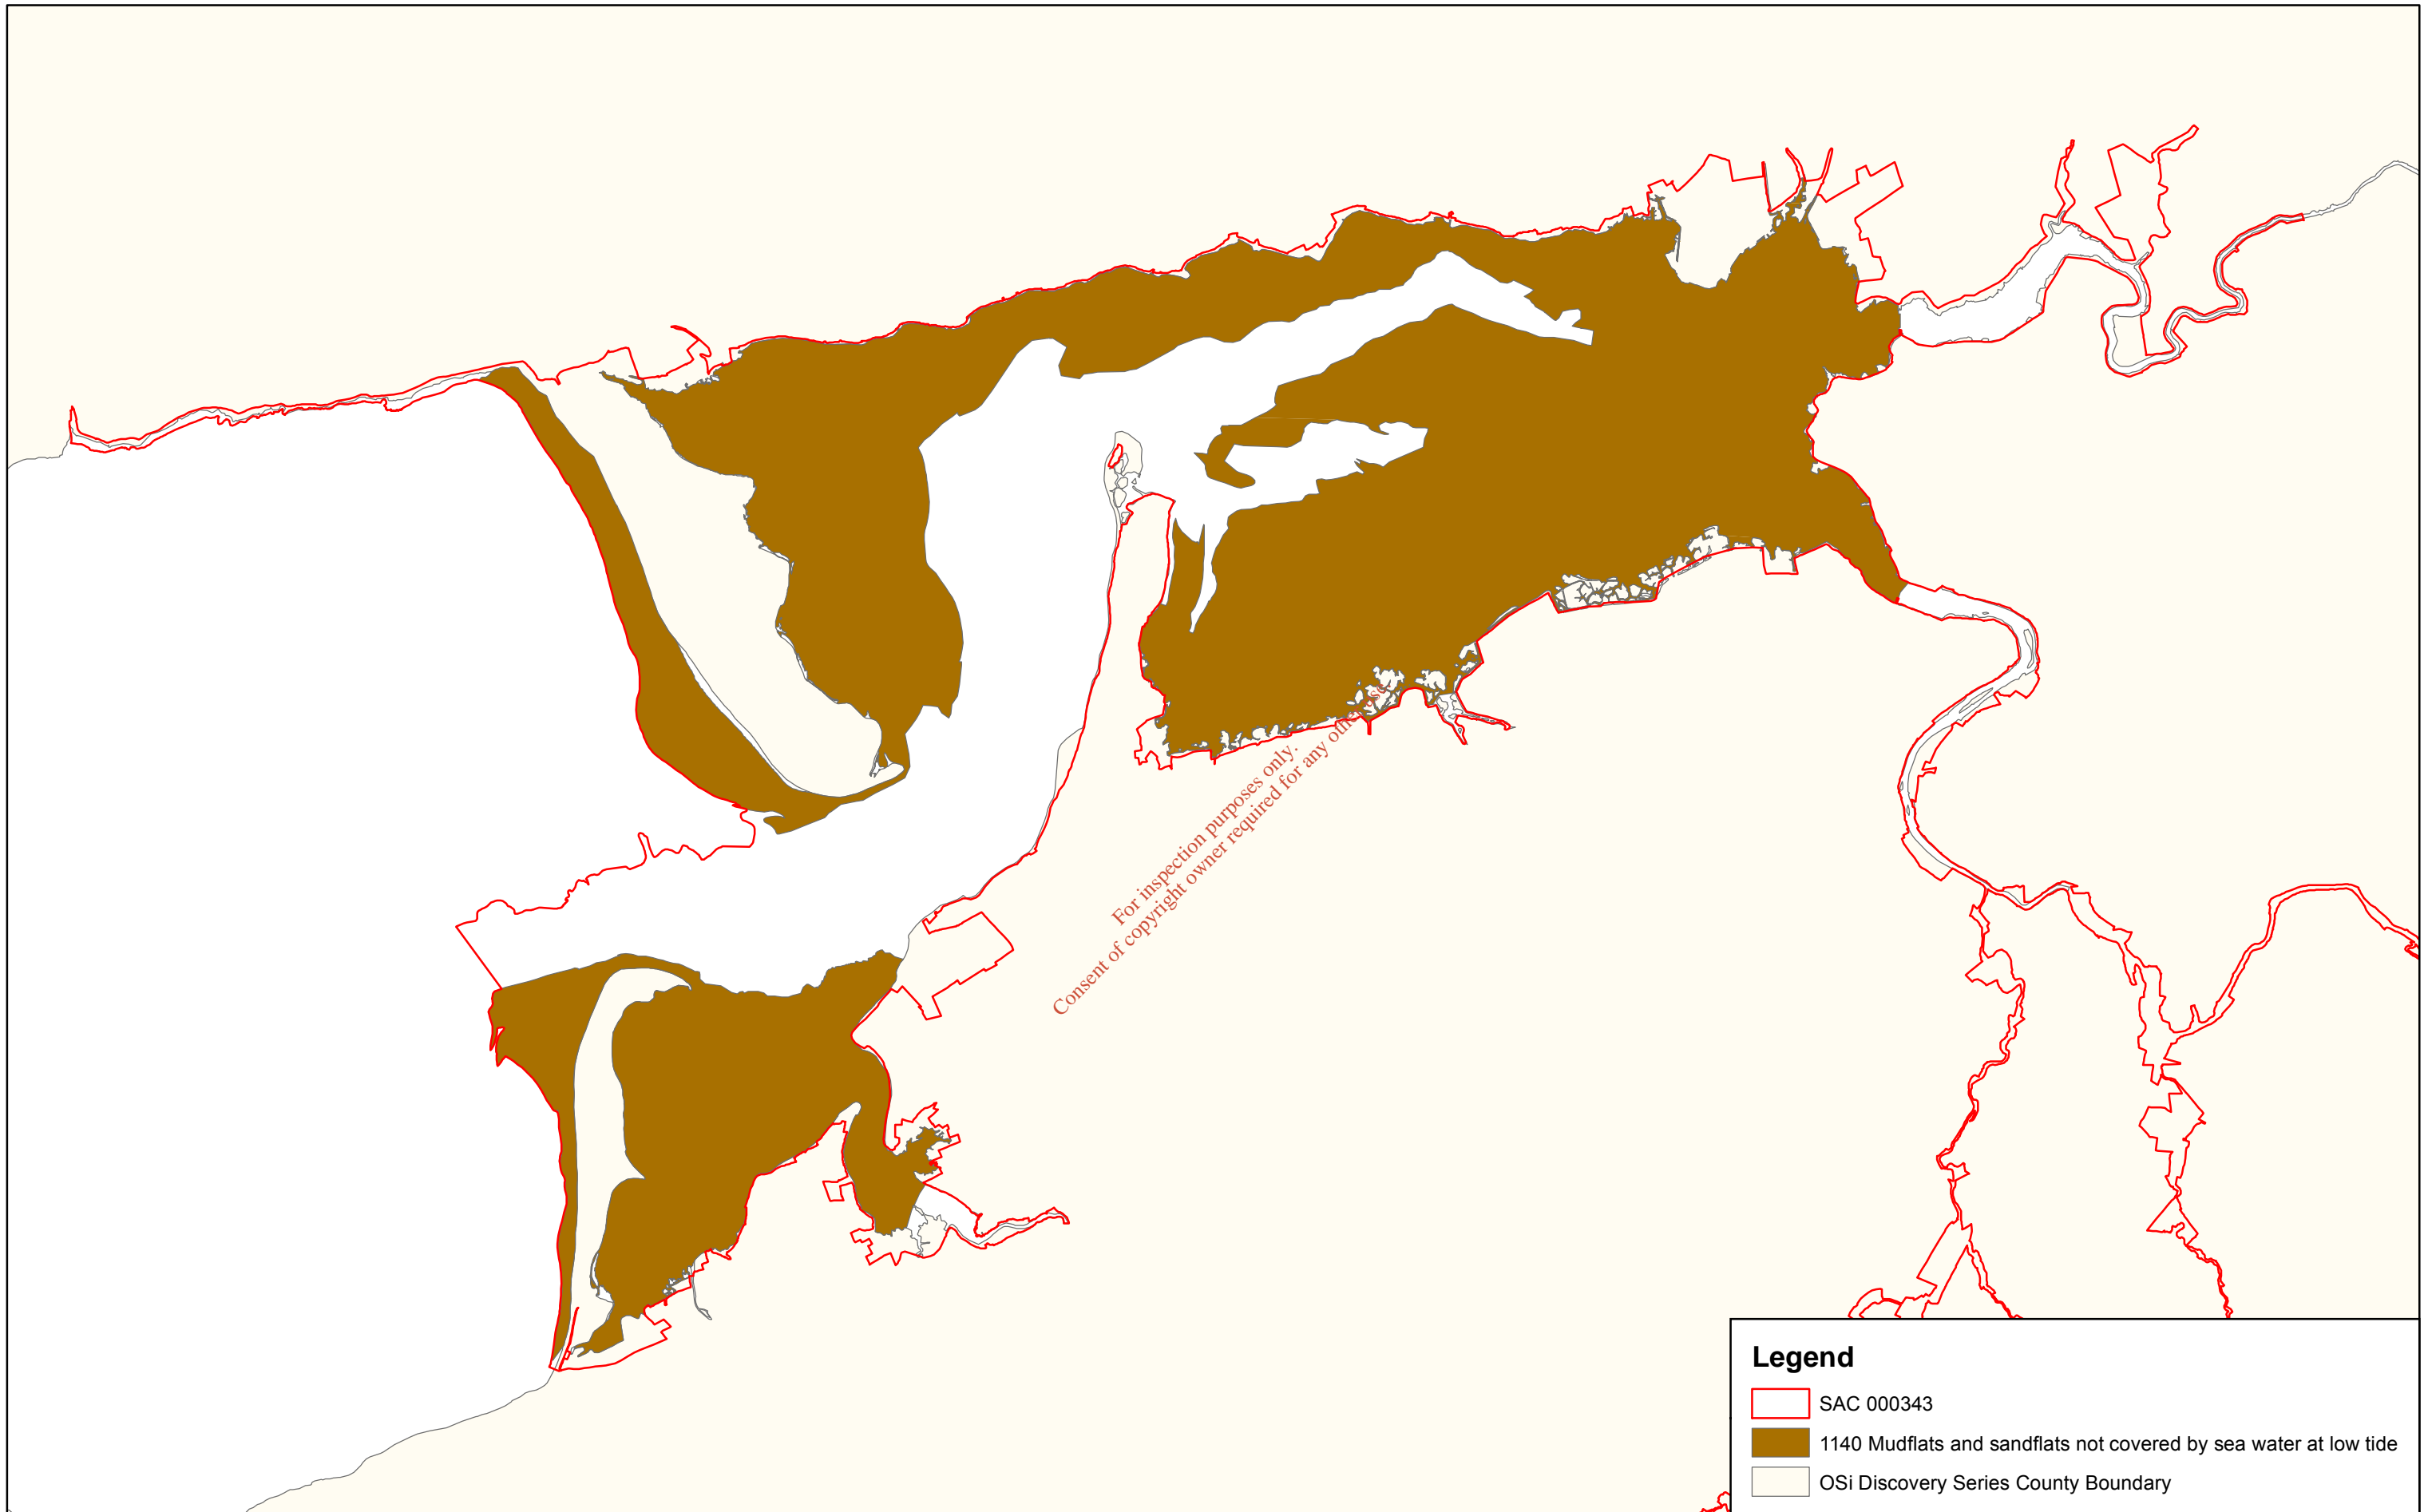 For inspection purposes only.
Consent of copyright owner required for any other use.
Legend
SAC 000343
1140 Mudflats and sandflats not covered by sea water at low tide
OSi Discovery Series County Boundary